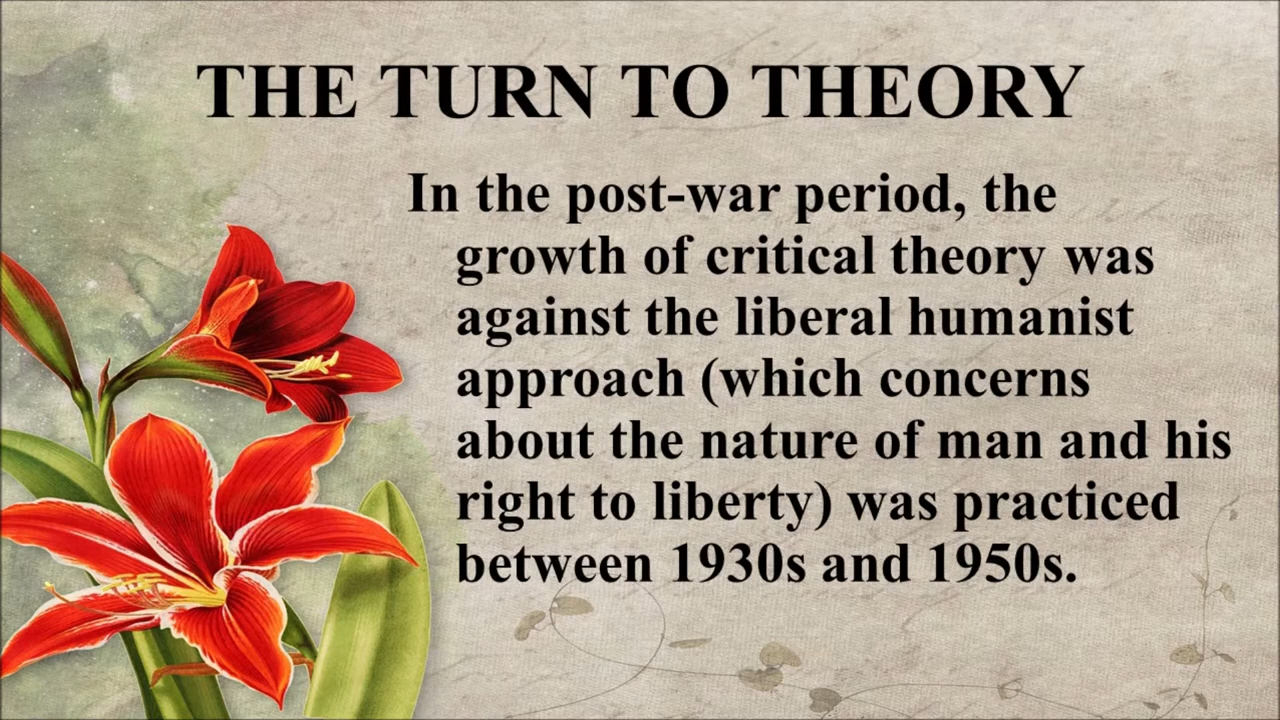 THE TURN TO THEORY
In the post-war period, the
growth of critical theory was
against the liberal humanist
approach (which concerns
about the nature of man and his
right to liberty) was practiced
between 1930s and 1950s.